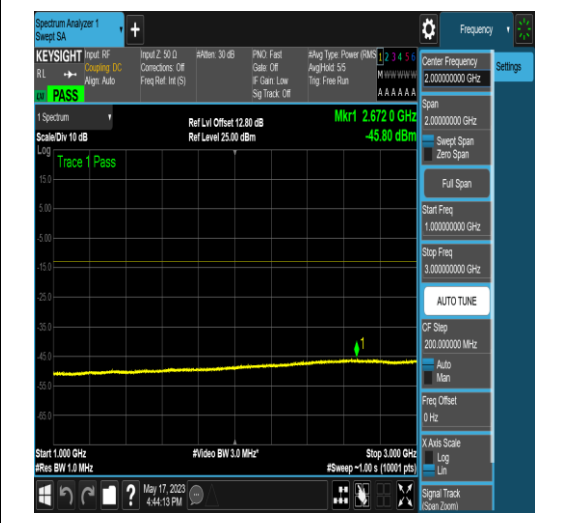 Spectrum Analyzer 1
Swept SA
Frequency
KEYSIGHT
RL
Input: RF
Coupling: DC
Align: Auto
Input Z: 50 Ω
Corrections: Off
Freq Ref: Int (S)
#Atten: 30 dB
PNO: Fast
Gate: Off
IF Gain: Low
Sig Track: Off
#Avg Type: Power (RMS
Avg|Hold: 5/5
Trig: Free Run
1 2 3 4 5 6
M W W W W W
A A A A A A
PASS
1 Spectrum
Scale/Div 10 dB
Ref Lvl Offset 12.80 dB
Ref Level 25.00 dBm
Mkr1 2.672 0 GHz
-45.80 dBm
Log
Trace 1 Pass
15.0
5.00
-5.00
-15.0
-25.0
-35.0
-45.0
-55.0
-65.0
1
Start 1.000 GHz
#Res BW 1.0 MHz
#Video BW 3.0 MHz*
Stop 3.000 GHz
#Sweep ~1.00 s (10001 pts)
May 17, 2023
4:44:13 PM
Center Frequency
2.000000000 GHz
Settings
Span
2.00000000 GHz
Swept Span
Zero Span
Full Span
Start Freq
1.000000000 GHz
Stop Freq
3.000000000 GHz
AUTO TUNE
CF Step
200.000000 MHz
Auto
Man
Freq Offset
0 Hz
X Axis Scale
Log
Lin
Signal Track
(Span Zoom)